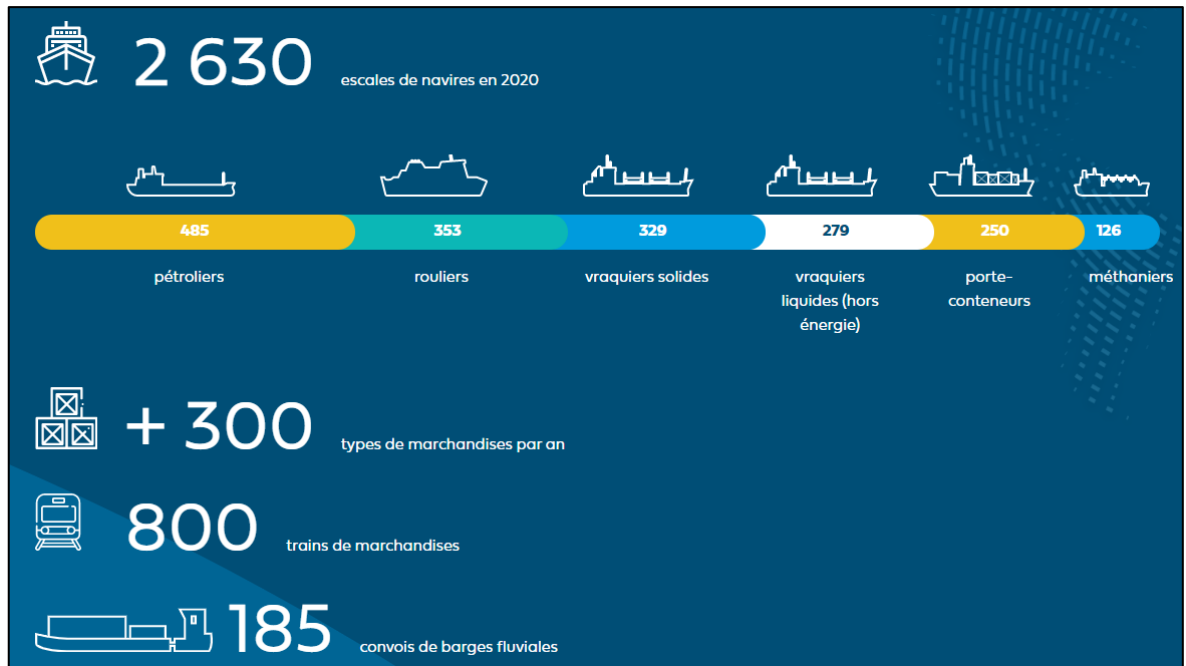 2 630 escales de navires en 2020
485 353 329 279 250 126
pétroliers rouliers vraquiers solides vraquiers porte- méthaniers
liquides (hors conteneurs
énergie)
+ 300 types de marchandises par an
800 trains de marchandises
185 convois de barges fluviales